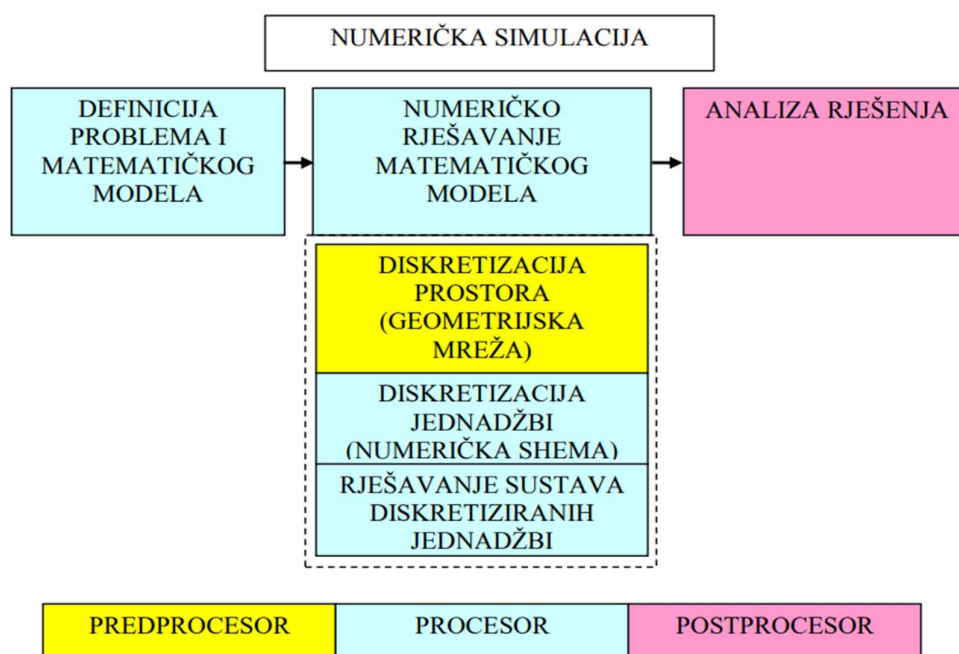 NUMERIČKA SIMULACIJA
DEFINICIJA
PROBLEMA I
MATEMATIČKOG
MODELA
NUMERIČKO
RJEŠAVANJE
MATEMATIČKOG
MODELA
ANALIZA RJEŠENJA
DISKRETIZACIJA
PROSTORA
(GEOMETRIJSKA
MREŽA)
DISKRETIZACIJA
JEDNADŽBI
(NUMERIČKA SHEMA)
RJEŠAVANJE SUSTAVA
DISKRETIZIRANIH
JEDNADŽBI
PREDPROCESOR
PROCESOR
POSTPROCESOR